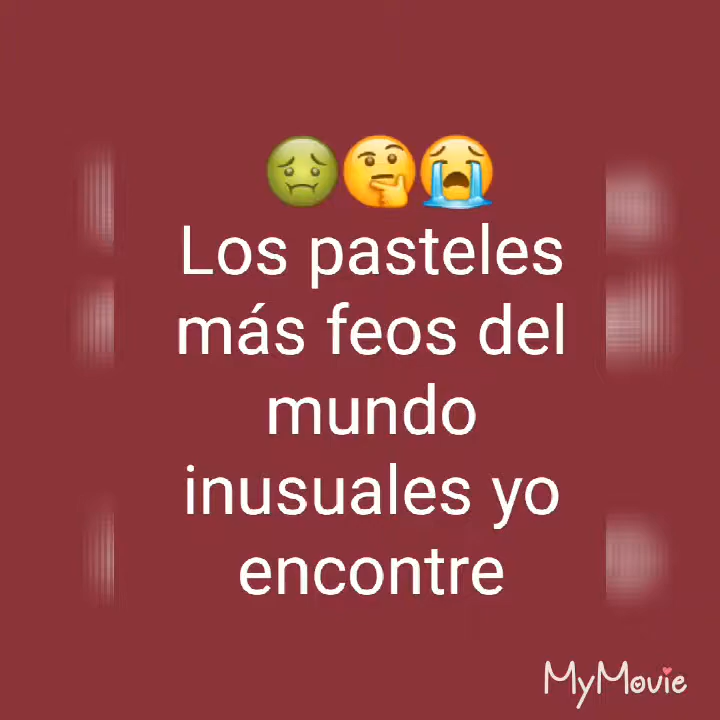 🤢🤔😭
Los pasteles
más feos del
mundo
inusuales yo
encontre
MyMovie